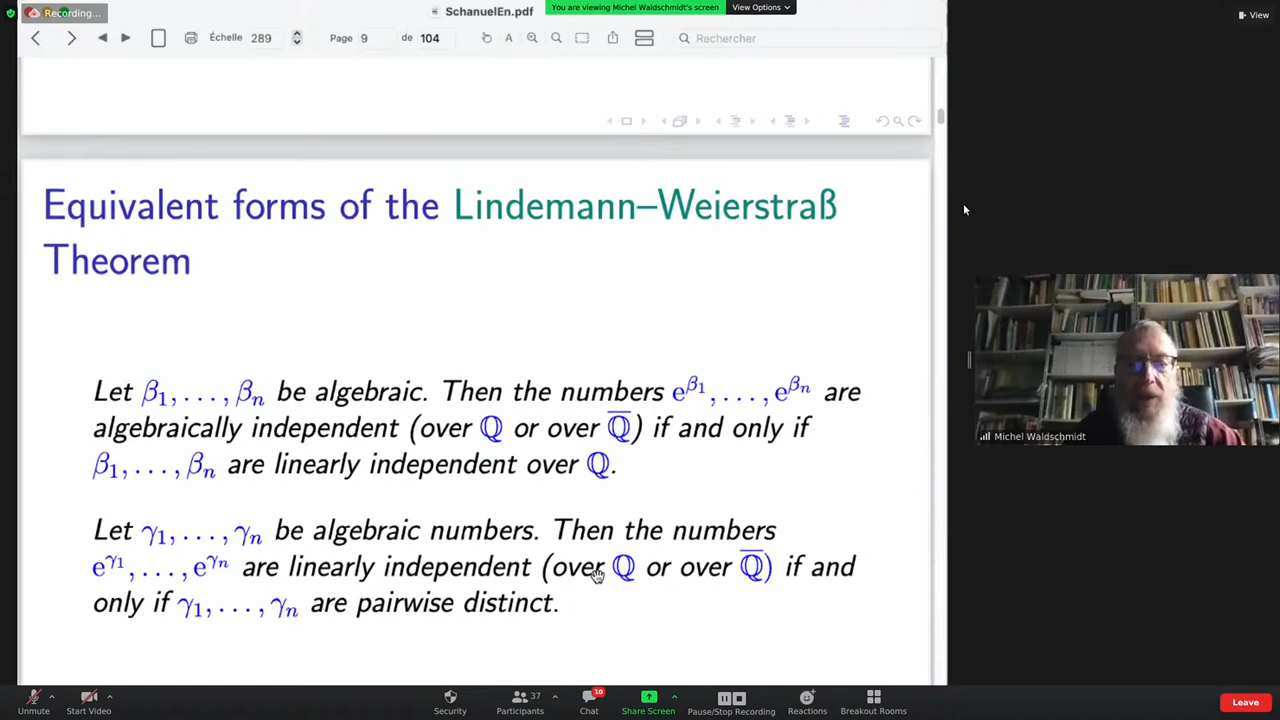 Recording...
SchanuelEn.pdf
You are viewing Michel Waldschmidt's screen
View Options
View
Échelle 289
Page 9 de 104
Rechercher
Equivalent forms of the Lindemann–Weierstraß
Theorem
Let β₁, . . . , βₙ be algebraic. Then the numbers e^{β₁}, . . . , e^{βₙ} are
algebraically independent (over ℚ or over ℚ̅) if and only if
β₁, . . . , βₙ are linearly independent over ℚ.
Let γ₁, . . . , γₙ be algebraic numbers. Then the numbers
e^{γ₁}, . . . , e^{γₙ} are linearly independent (over ℚ or over ℚ̅) if and
only if γ₁, . . . , γₙ are pairwise distinct.
Michel Waldschmidt
Unmute
Start Video
Security
Participants 37
Chat 10
Share Screen
Pause/Stop Recording
Reactions
Breakout Rooms
Leave